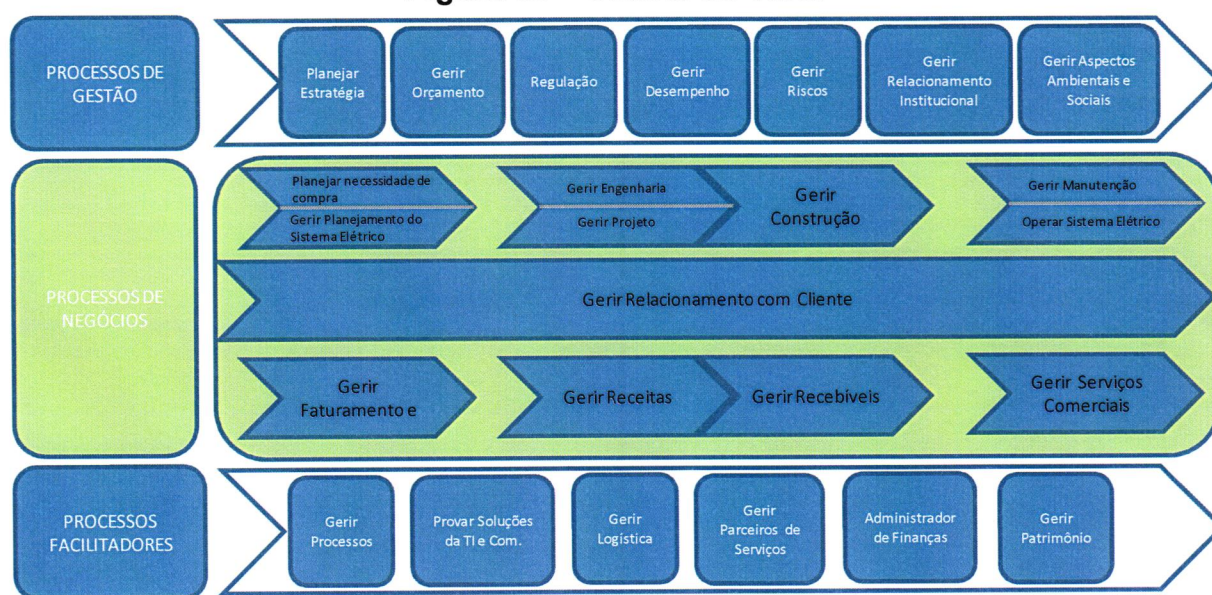 PROCESSOS DE
GESTÃO
Planejar
Estratégia
Gerir
Orçamento
Regulação
Gerir
Desempenho
Gerir
Riscos
Gerir
Relacionamento
Institucional
Gerir Aspectos
Ambientais e
Sociais
PROCESSOS DE
NEGÓCIOS
Planejar necessidade de
compra
Gerir Planejamento do
Sistema Elétrico
Gerir Engenharia
Gerir Projeto
Gerir
Construção
Gerir Manutenção
Operar Sistema Elétrico
Gerir Relacionamento com Cliente
Gerir
Faturamento e
Gerir Receitas
Gerir Recebíveis
Gerir Serviços
Comerciais
PROCESSOS
FACILITADORES
Gerir
Processos
Provar Soluções
da TI e Com.
Gerir
Logística
Gerir
Parceiros de
Serviços
Administrador
de Finanças
Gerir
Patrimônio